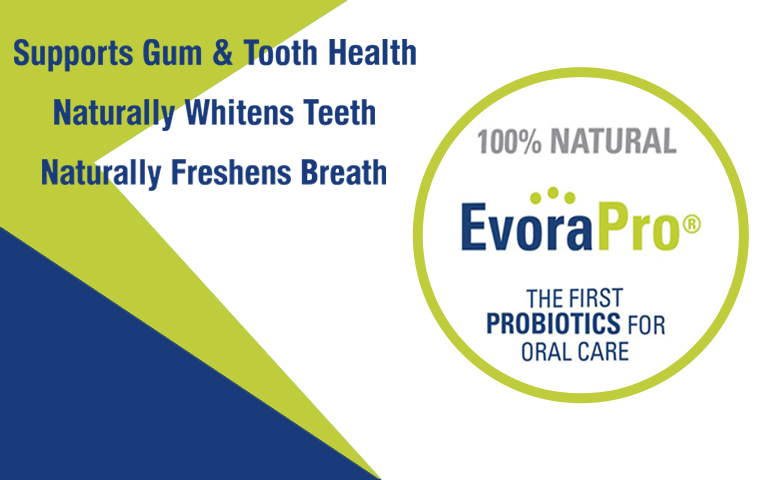 Supports Gum & Tooth Health
Naturally Whitens Teeth
Naturally Freshens Breath
100% NATURAL
EvoraPro®
THE FIRST
PROBIOTICS FOR
ORAL CARE